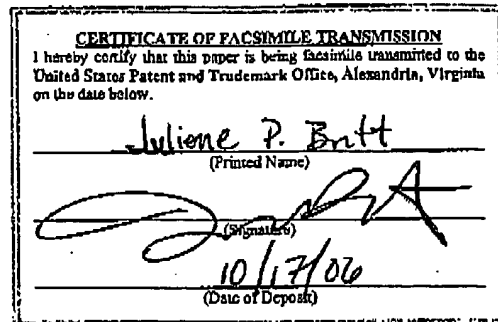 CERTIFICATE OF FACSIMILE TRANSMISSION
I hereby certify that this paper is being facsimile transmitted to the
United States Patent and Trademark Office, Alexandria, Virginia
on the date below.
Juliene P. Britt
(Printed Name)
(Signature)
10/17/06
(Date of Deposit)